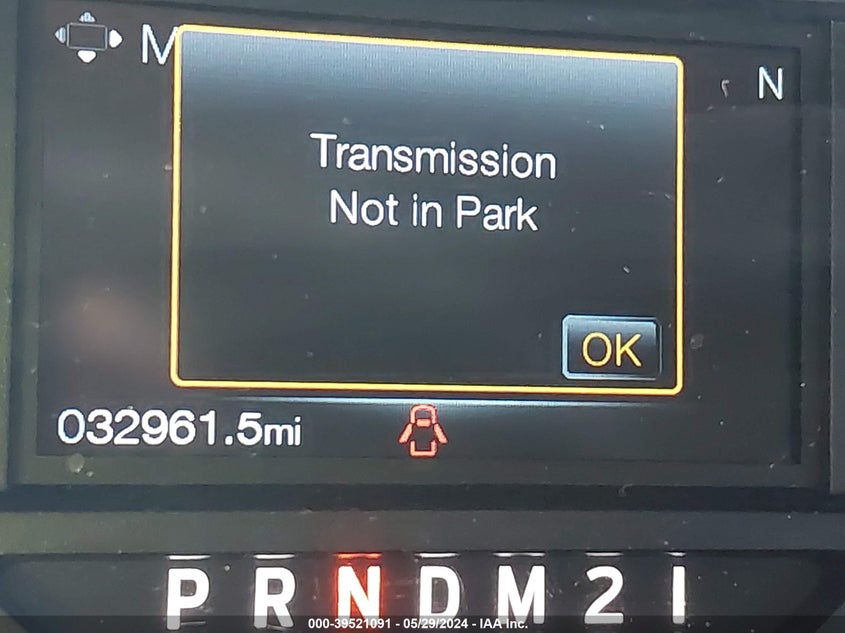 M
N
Transmission
Not in Park
OK
032961.5mi
P R N D M 2 1
000-39521091 - 05/29/2024 - IAA Inc.